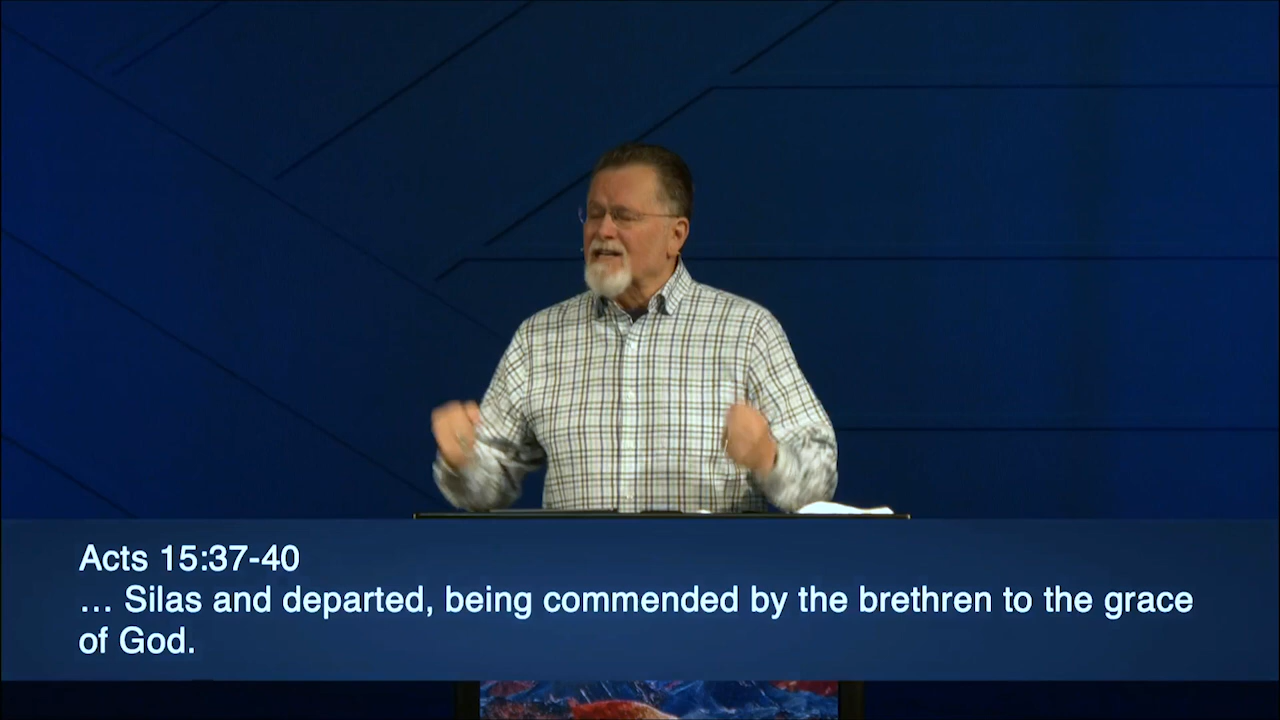 Acts 15:37-40
... Silas and departed, being commended by the brethren to the grace
of God.